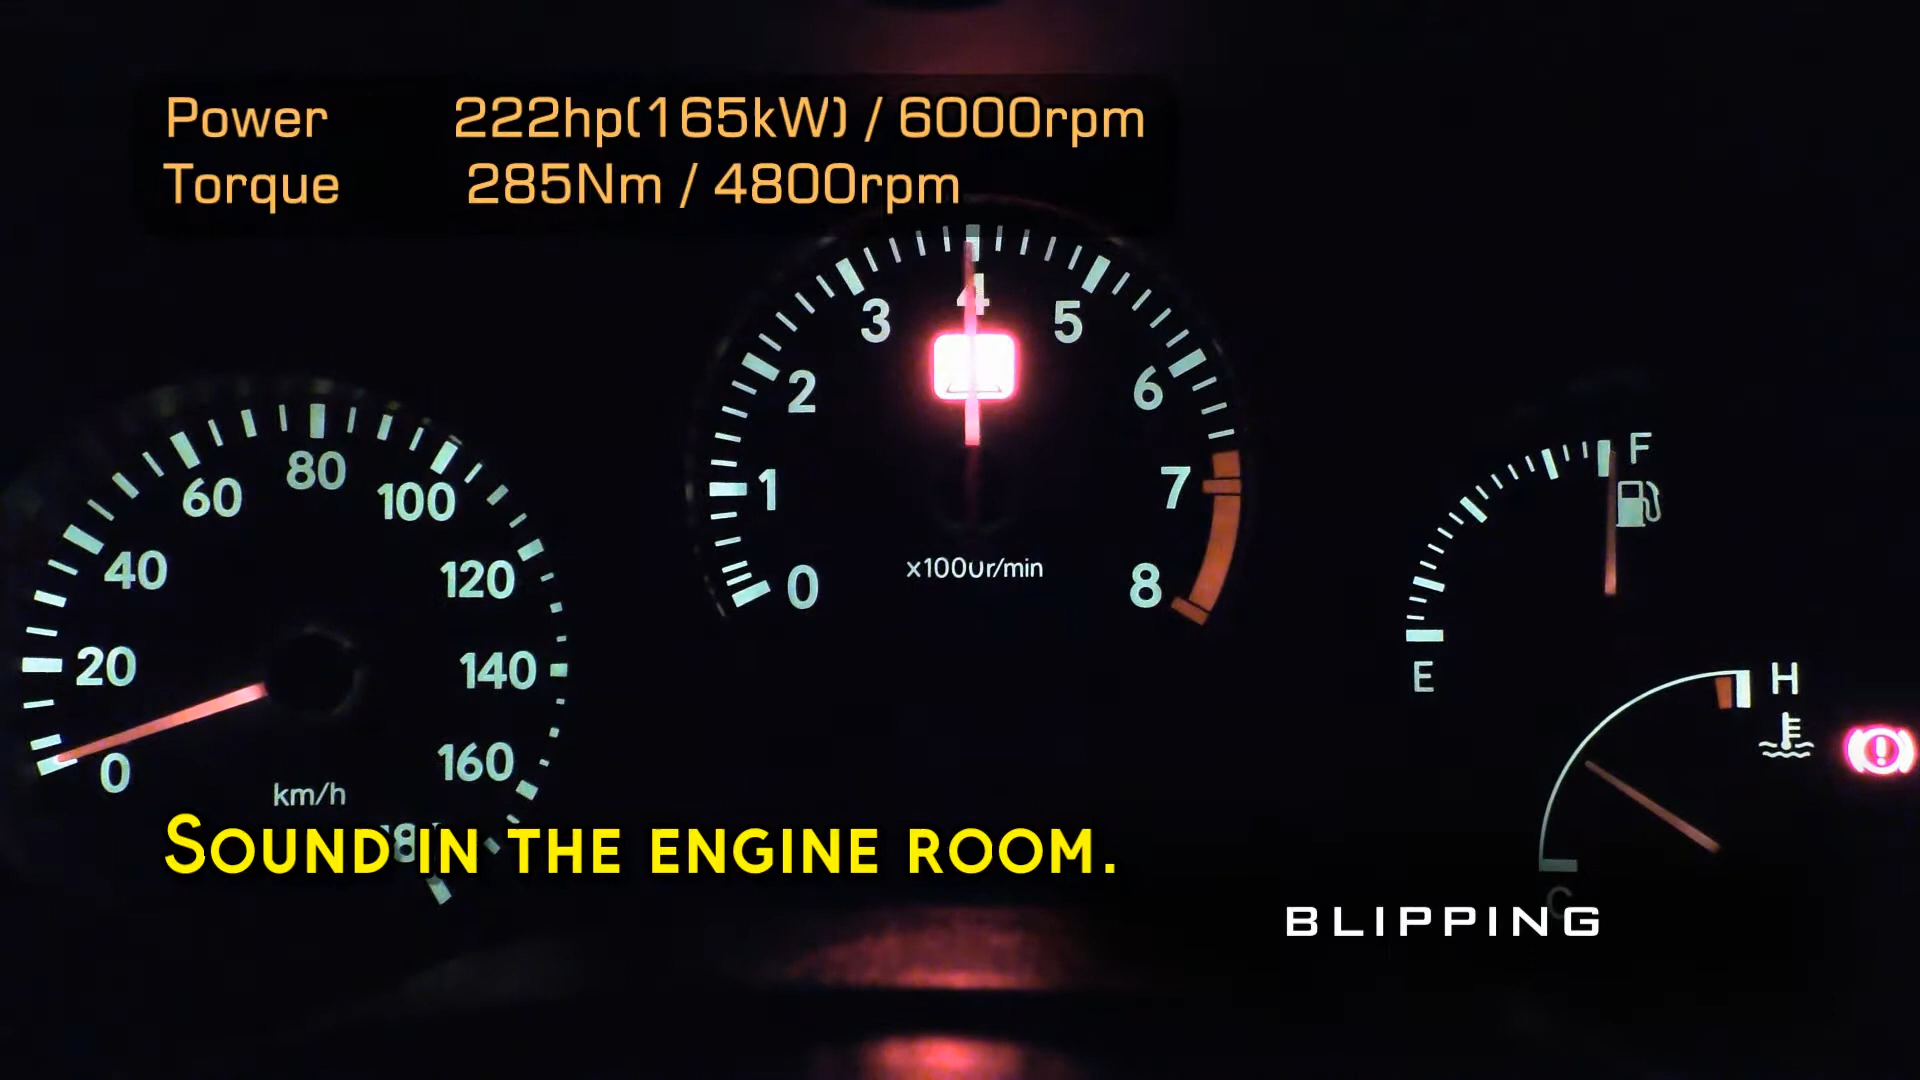 Power 222hp(165kW) / 6000rpm
Torque 285Nm / 4800rpm
0 1 2 3 4 5 6 7 8
x1000r/min
0 20 40 60 80 100 120 140 160
km/h
F
E
H
C
SOUND IN THE ENGINE ROOM.
BLIPPING